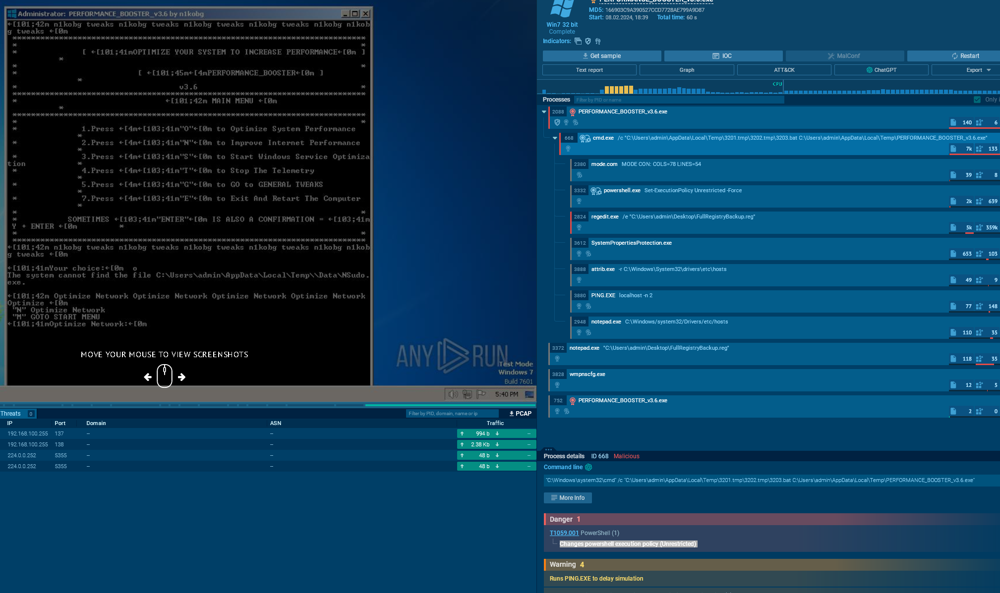 Administrator: PERFORMANCE_BOOSTER_v3.6 by n1kobg
←[101;42m n1kobg tweaks n1kobg tweaks n1kobg tweaks n1kobg tweaks n1kobg n1kob
g tweaks ←[0m
*******************************************************************************
* *
* [ ←[101;41mOPTIMIZE YOUR SYSTEM TO INCREASE PERFORMANCE←[0m ]
*
* *
* [ ←[101;45m←[4mPERFORMANCE_BOOSTER←[0m ]
*
* v3.6 *
*******************************************************************************
* ←[101;42m MAIN MENU ←[0m
*
*******************************************************************************
* *
* 1.Press ←[4m←[103;41m"O"←[0m to Optimize System Performance
*
* 2.Press ←[4m←[103;41m"N"←[0m to Improve Internet Performance
*
* 3.Press ←[4m←[103;41m"S"←[0m to Start Windows Service Optimiza
tion *
* 4.Press ←[4m←[103;41m"T"←[0m to Stop The Telemetry
*
* 5.Press ←[4m←[103;41m"G"←[0m to GO to GENERAL TWEAKS
*
* 7.Press ←[4m←[103;41m"E"←[0m to Exit And Retart The Computer
*
* *
* SOMETIMES ←[103;41m"ENTER"←[0m IS ALSO A CONFIRMATION = ←[103;41m
Y + ENTER ←[0m *
* *
*******************************************************************************
←[101;42m n1kobg tweaks n1kobg tweaks n1kobg tweaks n1kobg tweaks n1kobg n1kob
g tweaks ←[0m
←[101;41mYour choice:←[0m o
The system cannot find the file C:\Users\admin\AppData\Local\Temp\\Data\NSudo.
exe.
←[101;42m Optimize Network Optimize Network Optimize Network Optimize Network
Optimize ←[0m
"N" Optimize Network
"M" GOTO START MENU
←[101;41mOptimize Network:←[0m
MOVE YOUR MOUSE TO VIEW SCREENSHOTS
ANY RUN
Test Mode
Windows 7
Build 7601
5:40 PM
Threats 0
Filter by PID, domain, name or ip
PCAP
IP Port Domain ASN Traffic
192.168.100.255 137 – – 994 b –
192.168.100.255 138 – – 2.38 Kb –
224.0.0.252 5355 – – 48 b –
224.0.0.252 5355 – – 48 b –
PERFORMANCE_BOOSTER_v3.6.exe
MD5: 166903C9A390527CCD7728AE799A9D87
Start: 08.02.2024, 18:39 Total time: 60 s
Win7 32 bit
Complete
Indicators:
Get sample IOC MalConf Restart
Text report Graph ATT&CK ChatGPT Export
CPU
Processes Filter by PID or name Only i
2088 PERFORMANCE_BOOSTER_v3.6.exe
140 6
668 cmd.exe /c "C:\Users\admin\AppData\Local\Temp\3201.tmp\3202.tmp\3203.bat C:\Users\admin\AppData\Local\Temp\PERFORMANCE_BOOSTER_v3.6.exe"
7k 133
2380 mode.com MODE CON: COLS=78 LINES=54
39 8
3332 powershell.exe Set-ExecutionPolicy Unrestricted -Force
2k 639
2824 regedit.exe /e "C:\Users\admin\Desktop\FullRegistryBackup.reg"
5k 359k
3612 SystemPropertiesProtection.exe
653 103
3888 attrib.exe -r C:\Windows\System32\drivers\etc\hosts
49 9
3880 PING.EXE localhost -n 2
77 148
2948 notepad.exe C:\Windows/system32/Drivers/etc/hosts
110 35
3372 notepad.exe "C:\Users\admin\Desktop\FullRegistryBackup.reg"
118 35
3828 wmpnscfg.exe
12 5
752 PERFORMANCE_BOOSTER_v3.6.exe
2 0
Process details ID 668 Malicious
Command line
"C:\Windows\system32\cmd" /c "C:\Users\admin\AppData\Local\Temp\3201.tmp\3202.tmp\3203.bat C:\Users\admin\AppData\Local\Temp\PERFORMANCE_BOOSTER_v3.6.exe"
More Info
Danger 1
T1059.001 PowerShell (1)
Changes powershell execution policy (Unrestricted)
Warning 4
Runs PING.EXE to delay simulation